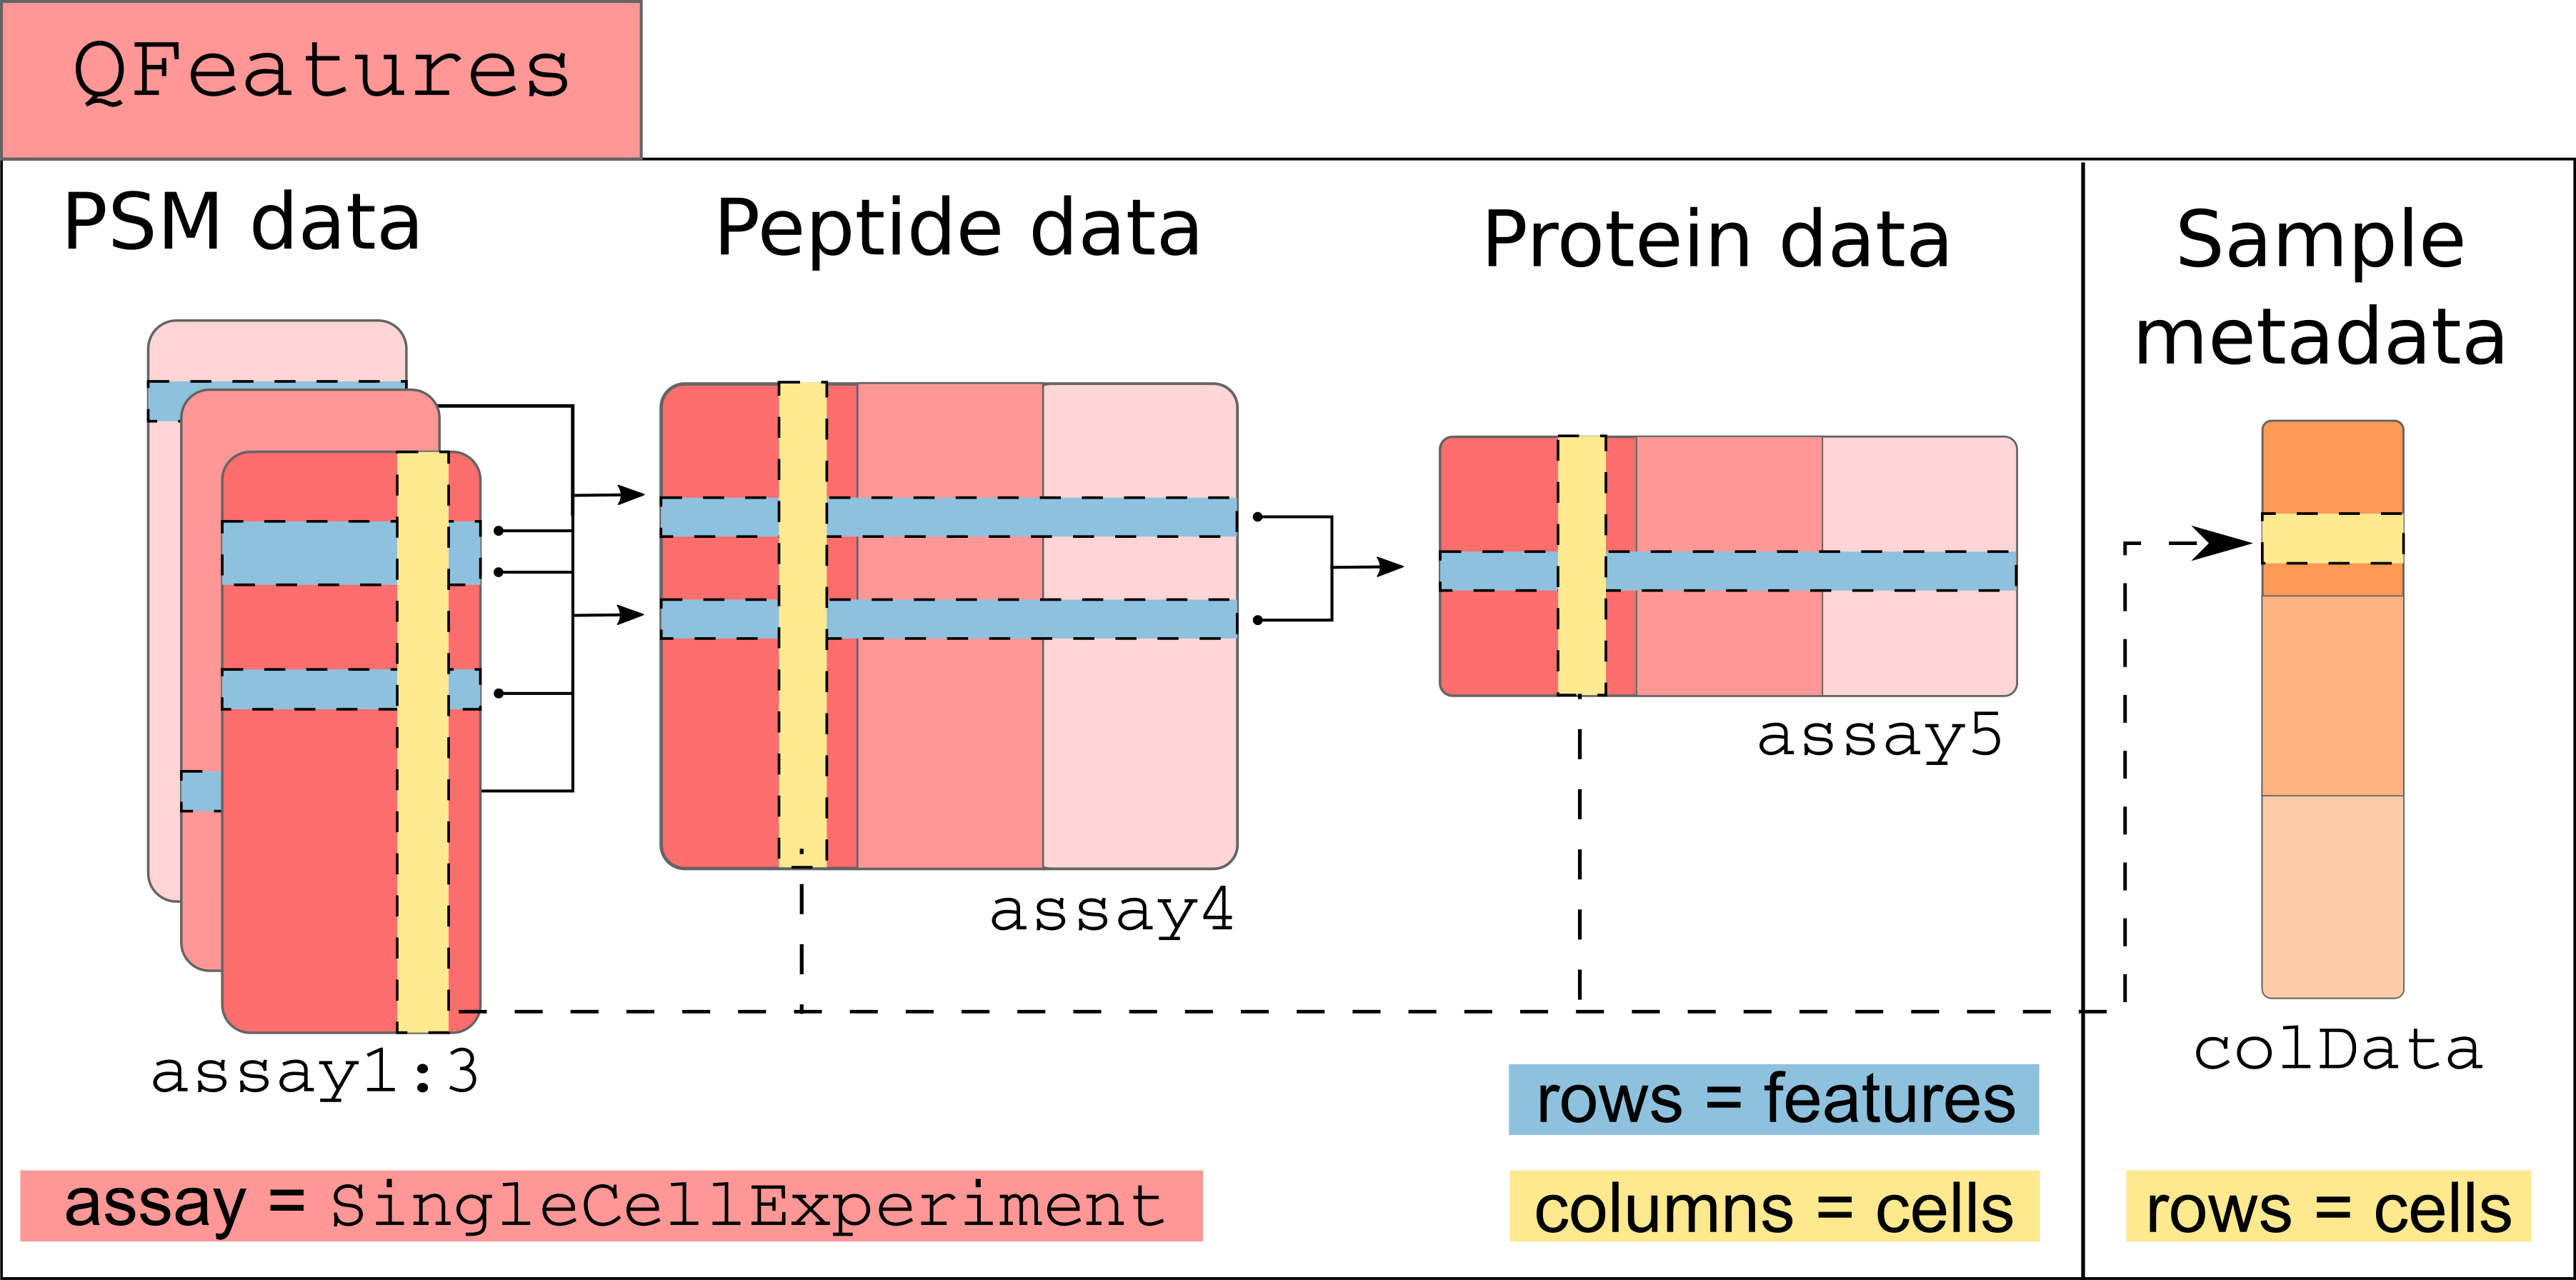 QFeatures
PSM data
Peptide data
Protein data
Sample
metadata
assay1:3
assay4
assay5
colData
rows = features
assay = SingleCellExperiment
columns = cells
rows = cells